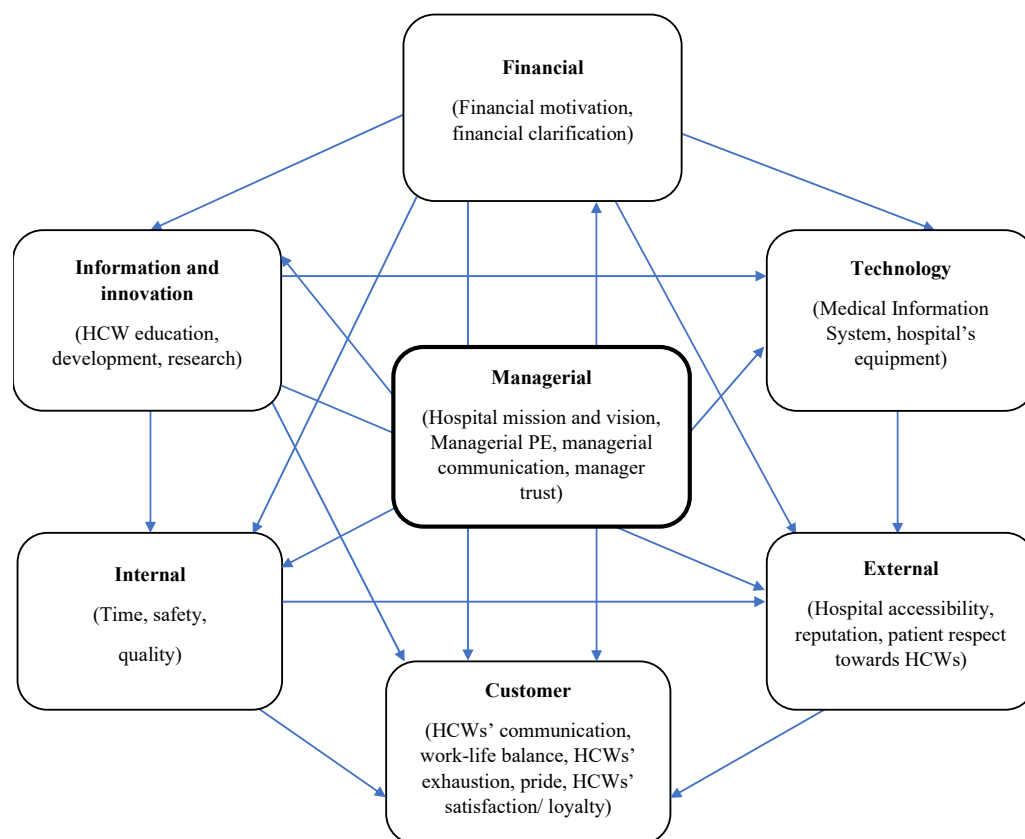 Financial
(Financial motivation,
financial clarification)
Information and
innovation
(HCW education,
development, research)
Technology
(Medical Information
System, hospital’s
equipment)
Managerial
(Hospital mission and vision,
Managerial PE, managerial
communication, manager
trust)
Internal
(Time, safety,
quality)
External
(Hospital accessibility,
reputation, patient respect
towards HCWs)
Customer
(HCWs’ communication,
work-life balance, HCWs’
exhaustion, pride, HCWs’
satisfaction/ loyalty)